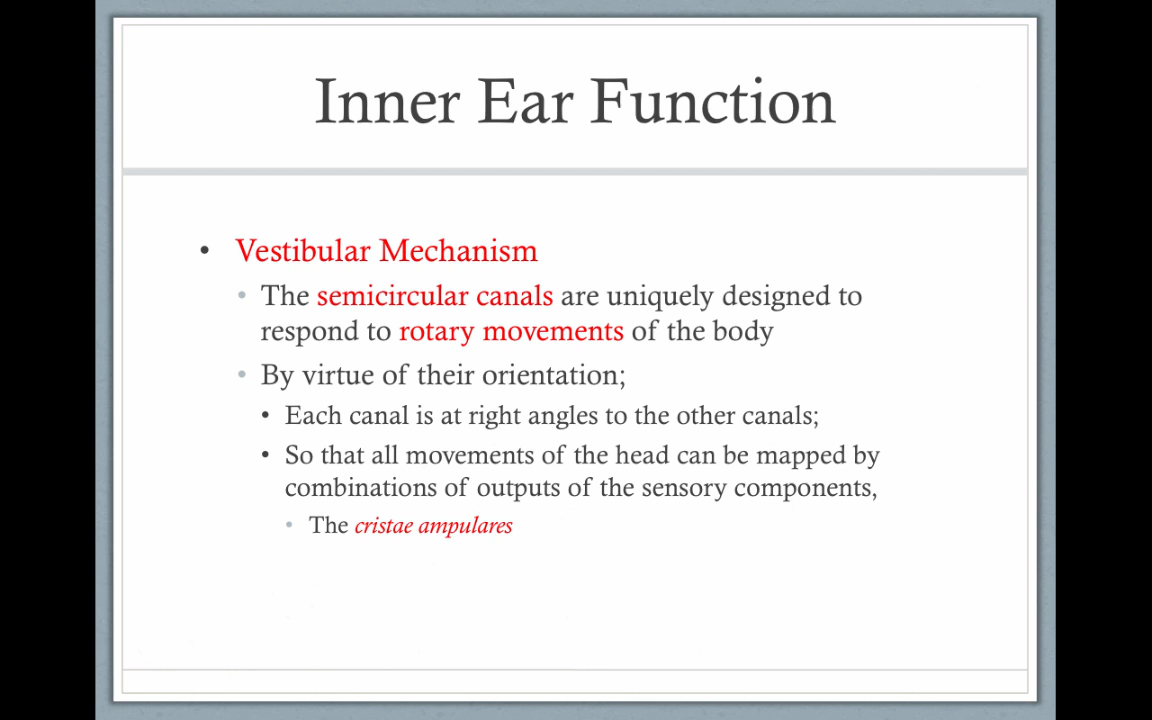 Inner Ear Function
• Vestibular Mechanism
• The semicircular canals are uniquely designed to
respond to rotary movements of the body
• By virtue of their orientation;
• Each canal is at right angles to the other canals;
• So that all movements of the head can be mapped by
combinations of outputs of the sensory components,
• The cristae ampulares